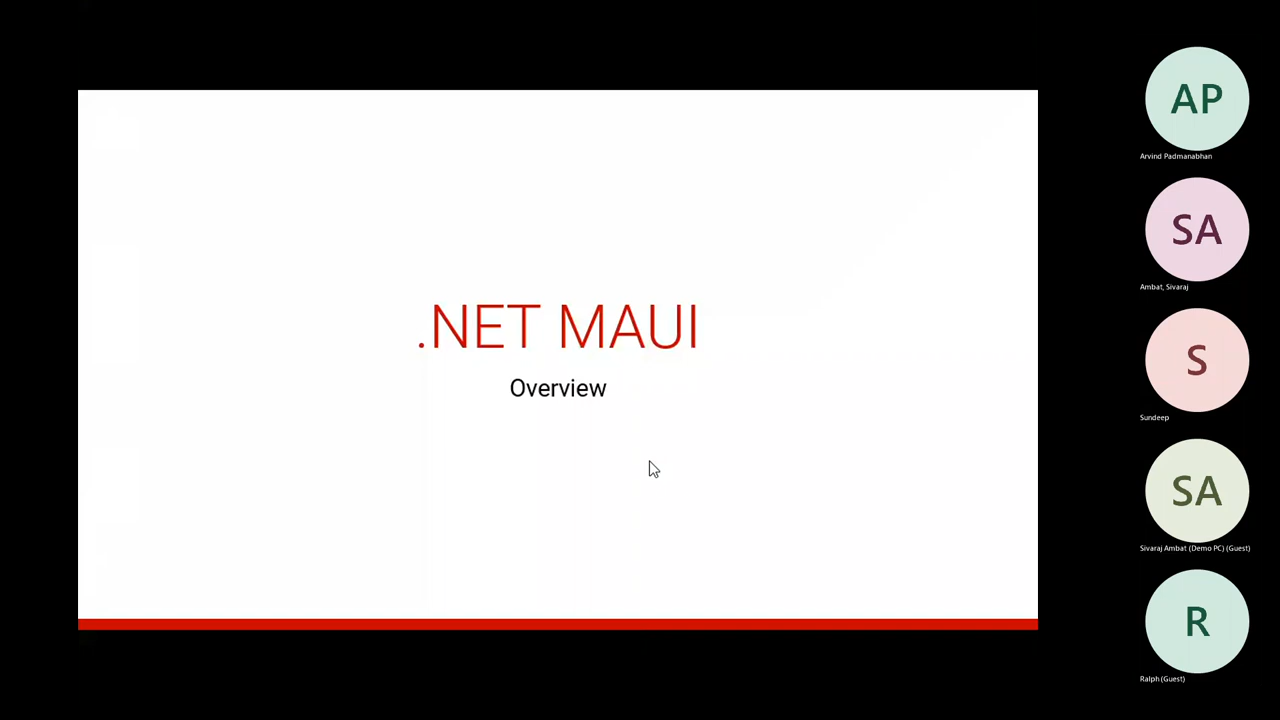 .NET MAUI
Overview
AP
Arvind Padmanabhan
SA
Ambat, Sivaraj
S
Sundeep
SA
Sivaraj Ambat (Demo PC) (Guest)
R
Ralph (Guest)